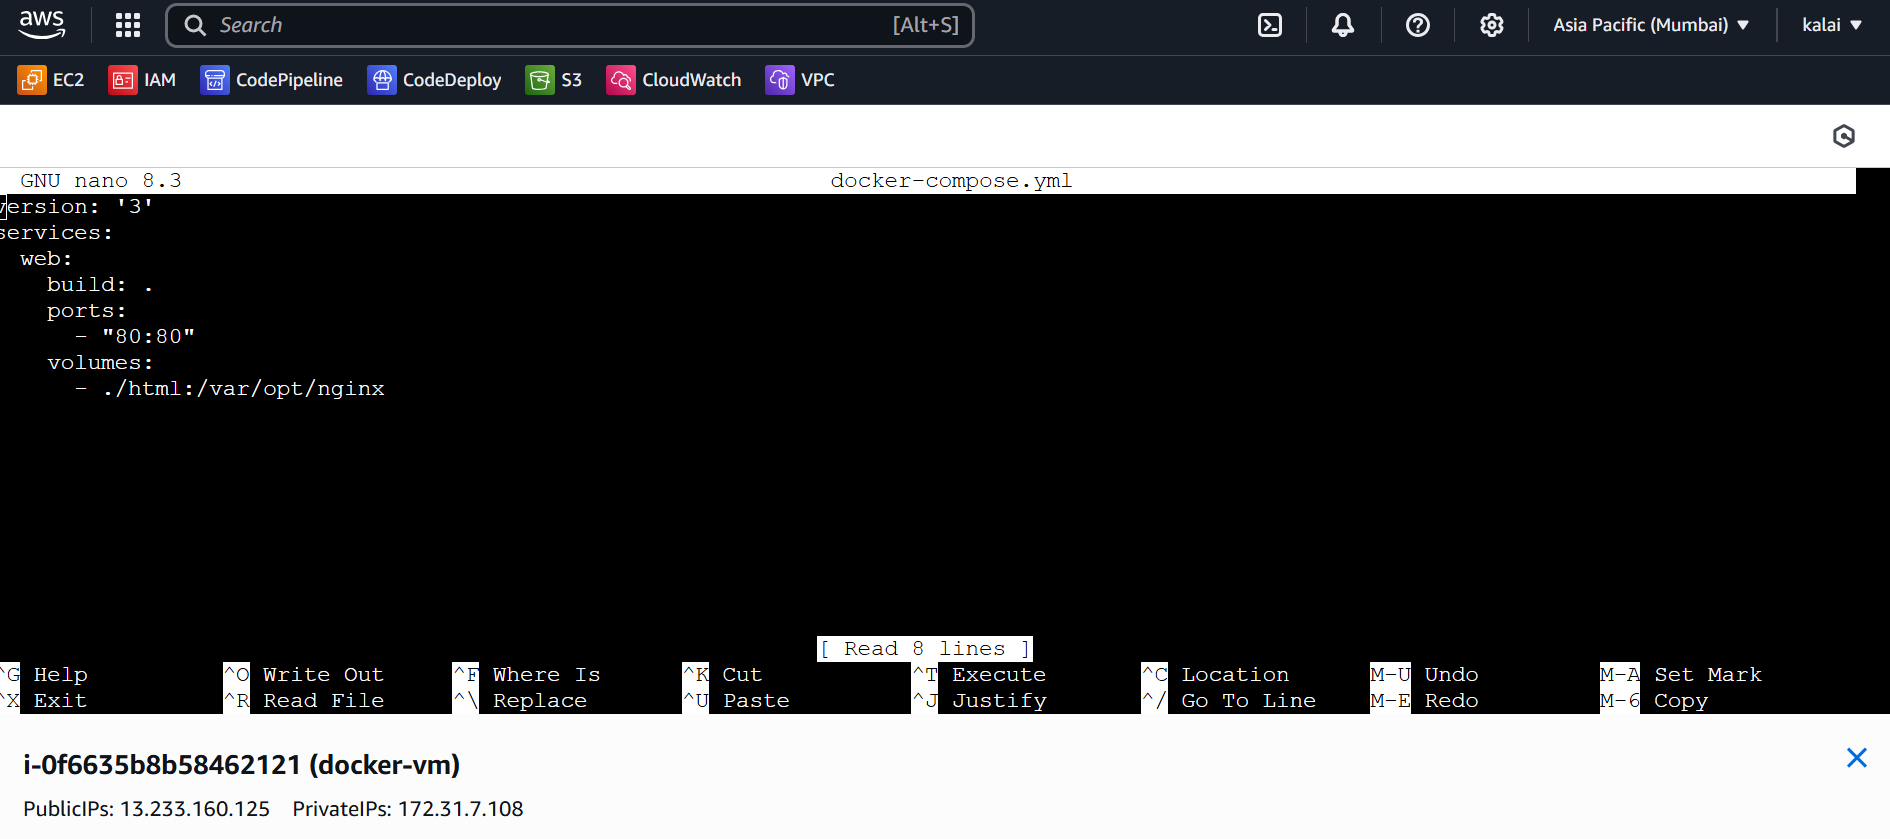 aws Search [Alt+S] Asia Pacific (Mumbai) kalai
EC2 IAM CodePipeline CodeDeploy S3 CloudWatch VPC
GNU nano 8.3 docker-compose.yml
version: '3'
services:
  web:
    build: .
    ports:
      - "80:80"
    volumes:
      - ./html:/var/opt/nginx
[ Read 8 lines ]
^G Help ^O Write Out ^F Where Is ^K Cut ^T Execute ^C Location M-U Undo M-A Set Mark
^X Exit ^R Read File ^\ Replace ^U Paste ^J Justify ^/ Go To Line M-E Redo M-6 Copy
i-0f6635b8b58462121 (docker-vm)
PublicIPs: 13.233.160.125 PrivateIPs: 172.31.7.108